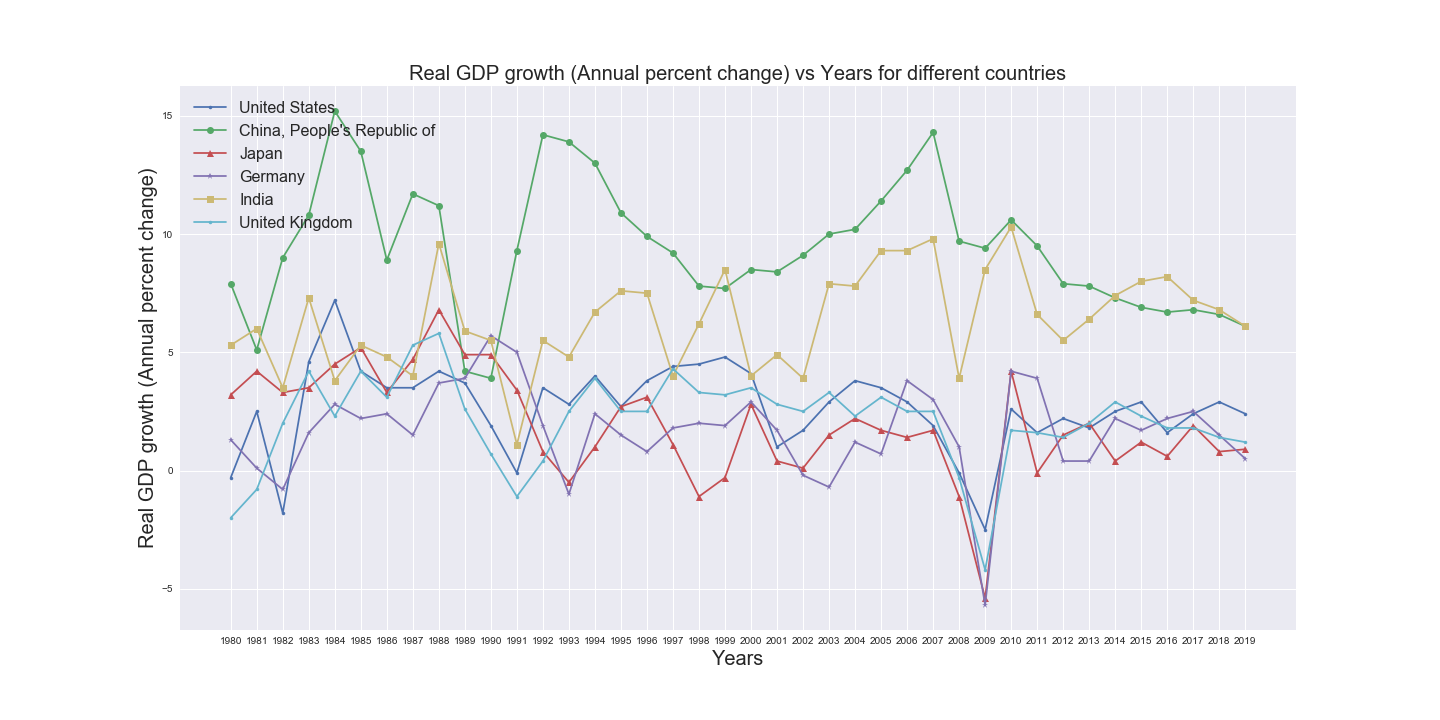 Real GDP growth (Annual percent change) vs Years for different countries
United States
China, People's Republic of
Japan
Germany
India
United Kingdom
Real GDP growth (Annual percent change)
15
10
5
0
−5
1980 1981 1982 1983 1984 1985 1986 1987 1988 1989 1990 1991 1992 1993 1994 1995 1996 1997 1998 1999 2000 2001 2002 2003 2004 2005 2006 2007 2008 2009 2010 2011 2012 2013 2014 2015 2016 2017 2018 2019
Years